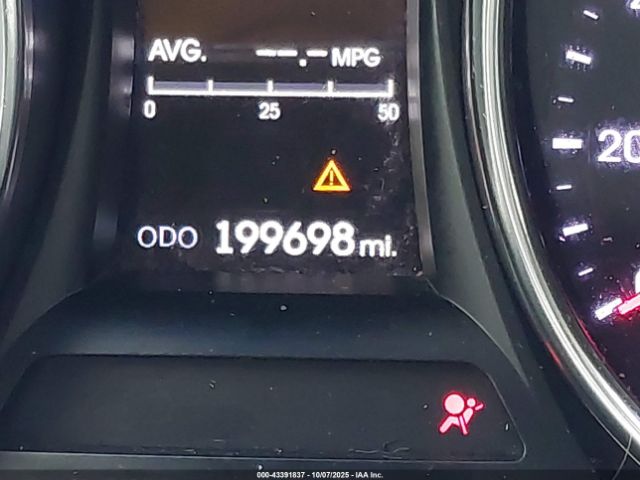 AVG. --.- MPG
0 25 50
20
ODO 199698 mi.
000-43391837 - 10/07/2025 - IAA Inc.